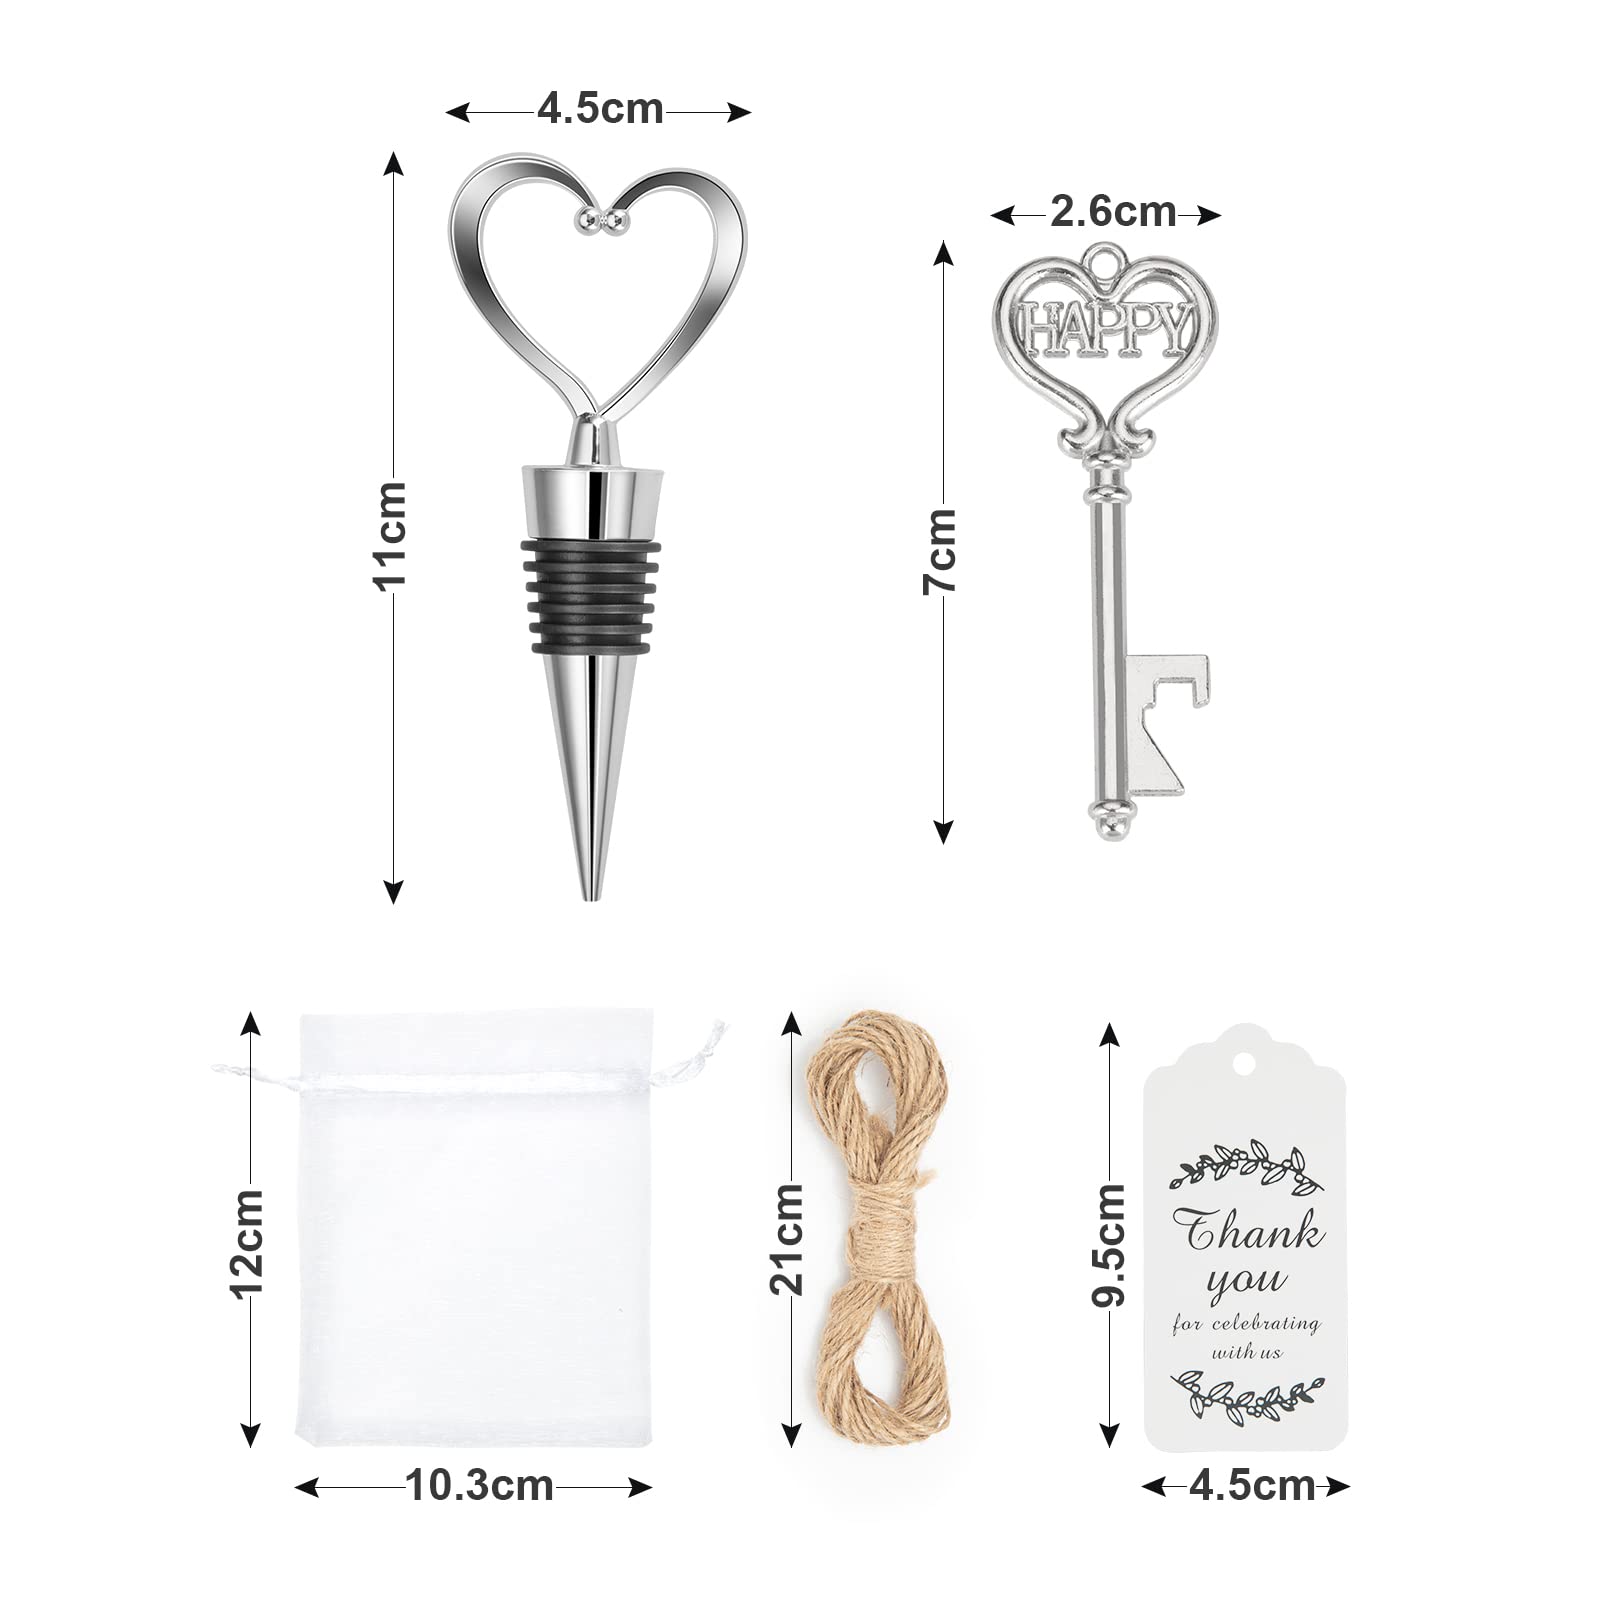 4.5cm
11cm
2.6cm
7cm
HAPPY
12cm
10.3cm
21cm
9.5cm
Thank
you
for celebrating
with us
4.5cm